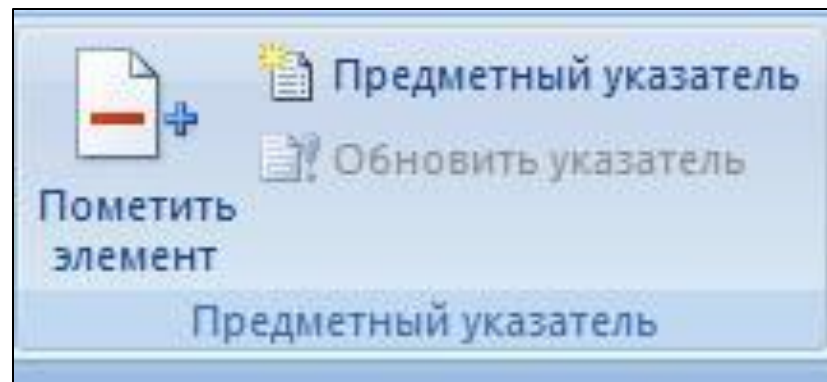 Предметный указатель
Обновить указатель
Пометить
элемент
Предметный указатель